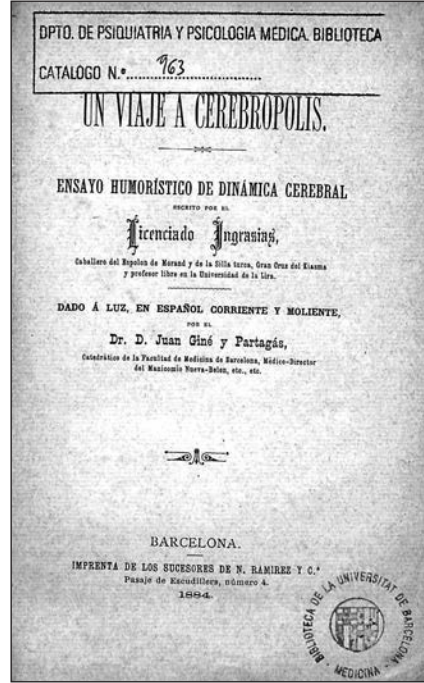 DPTO. DE PSIQUIATRIA Y PSICOLOGIA MEDICA. BIBLIOTECA
CATALOGO N.º 963
UN VIAJE A CEREBRÓPOLIS.
ENSAYO HUMORÍSTICO DE DINÁMICA CEREBRAL
ESCRITO POR EL
Licenciado Ingrasias,
Caballero del Espolon de Morand y de la Silla turca, Gran Cruz del Kiasma
y profesor libre en la Universidad de la Lira.
DADO Á LUZ, EN ESPAÑOL CORRIENTE Y MOLIENTE,
POR EL
Dr. D. Juan Giné y Partagás,
Catedrático de la Facultad de Medicina de Barcelona, Médico-Director
del Manicomio Nueva-Belen, etc., etc.
BARCELONA.
IMPRENTA DE LOS SUCESORES DE N. RAMIREZ Y C.ª
Pasaje de Escudillers, número 4.
1884.
BIBLIOTECA DE LA UNIVERSITAT DE BARCELONA
MEDICINA